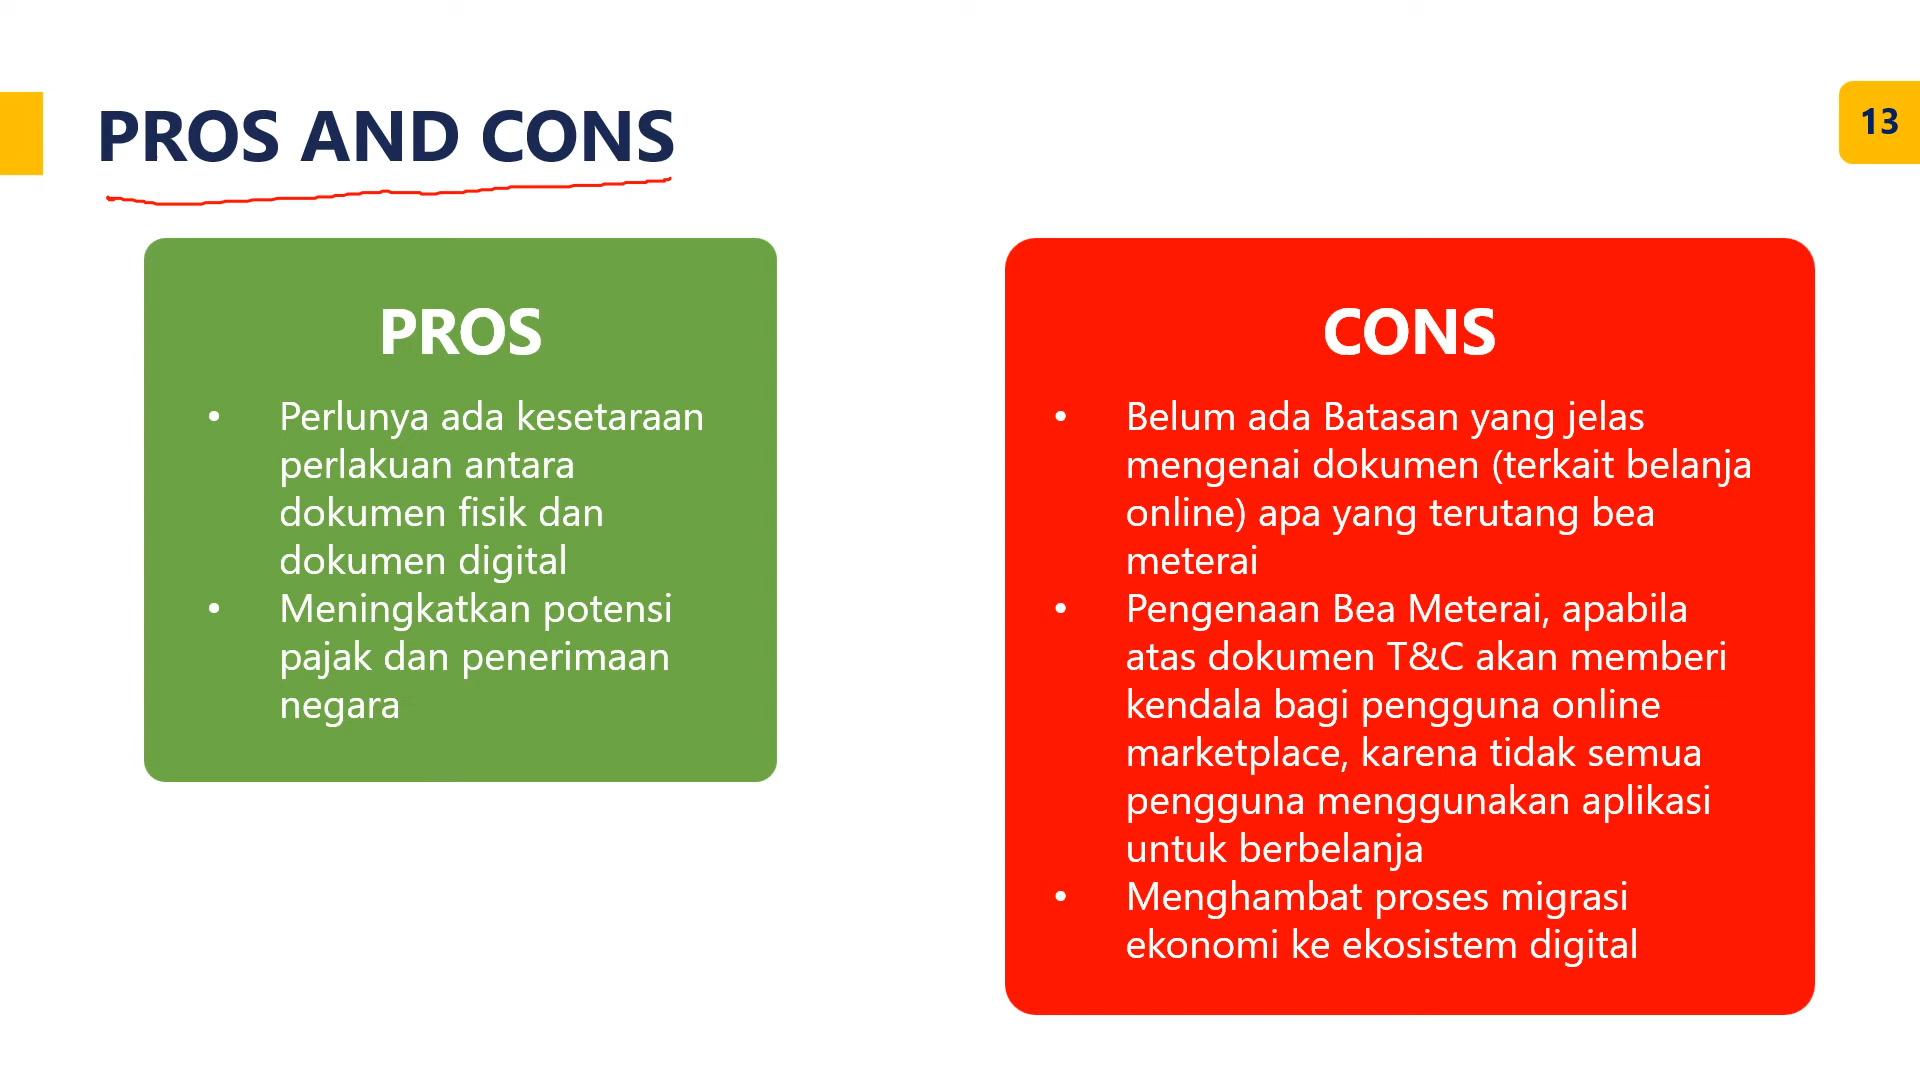 PROS AND CONS
13
PROS
• Perlunya ada kesetaraan
perlakuan antara
dokumen fisik dan
dokumen digital
• Meningkatkan potensi
pajak dan penerimaan
negara
CONS
• Belum ada Batasan yang jelas
mengenai dokumen (terkait belanja
online) apa yang terutang bea
meterai
• Pengenaan Bea Meterai, apabila
atas dokumen T&C akan memberi
kendala bagi pengguna online
marketplace, karena tidak semua
pengguna menggunakan aplikasi
untuk berbelanja
• Menghambat proses migrasi
ekonomi ke ekosistem digital